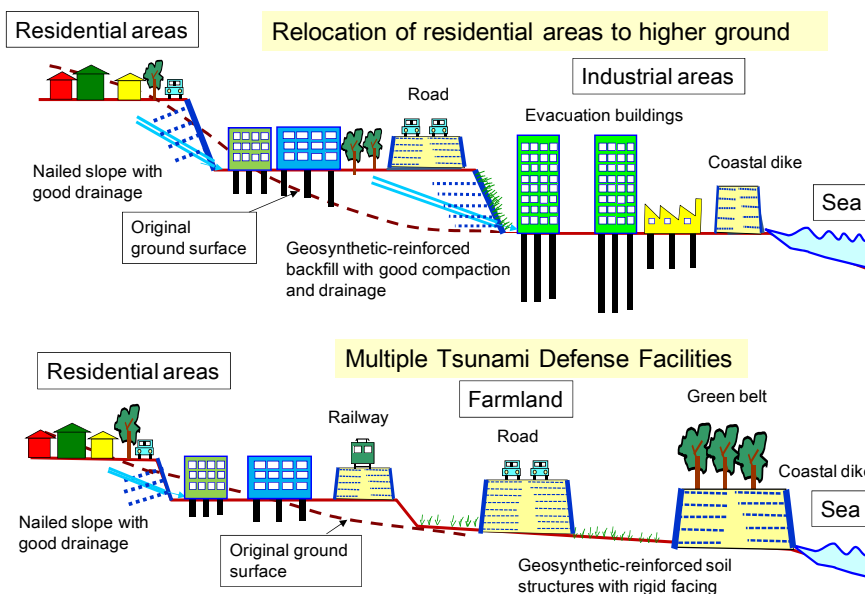 Residential areas
Relocation of residential areas to higher ground
Industrial areas
Road
Evacuation buildings
Coastal
dike
Sea
Nailed slope with
good drainage
Original
ground surface
Geosynthetic-reinforced
backfill with good compaction
and drainage
Multiple Tsunami Defense Facilities
Residential areas
Farmland
Green belt
Railway
Road
Coastal dike
Sea
Nailed slope with
good drainage
Original ground
surface
Geosynthetic-reinforced soil
structures with rigid facing